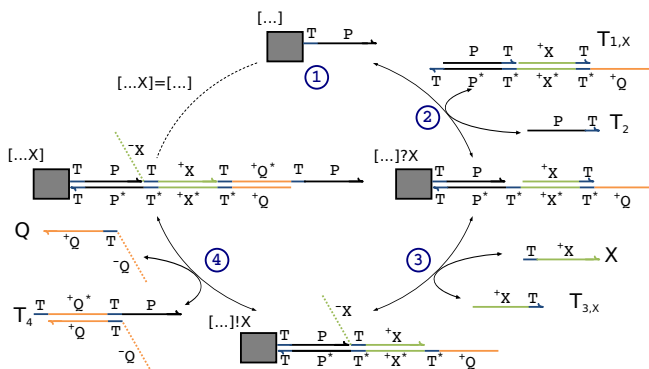 [...]
T P
①
T₁,X
P T ⁺X T
T P* T* ⁺X* T* ⁺Q
②
P T
T₂
[...X]=[...]
⁻X
[...X]
T P T ⁺X T ⁺Q* T P
T P* T* ⁺X* T* ⁺Q
[...]?X
T P ⁺X T
T P* T* ⁺X* T* ⁺Q
Q
⁺Q T
⁻Q
④
③
T ⁺X
X
⁺X T
T₃,X
T₄
T ⁺Q* T P
⁺Q T
⁻Q
[...]!X
⁻X
T P T ⁺X
T P* T* ⁺X* T* ⁺Q